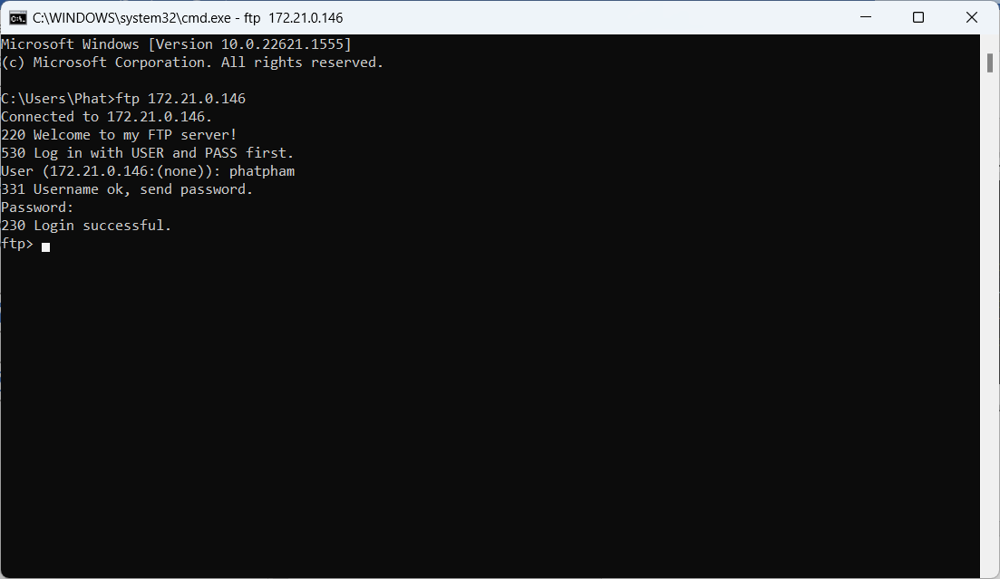 C:\WINDOWS\system32\cmd.exe - ftp  172.21.0.146
Microsoft Windows [Version 10.0.22621.1555]
(c) Microsoft Corporation. All rights reserved.
C:\Users\Phat>ftp 172.21.0.146
Connected to 172.21.0.146.
220 Welcome to my FTP server!
530 Log in with USER and PASS first.
User (172.21.0.146:(none)): phatpham
331 Username ok, send password.
Password:
230 Login successful.
ftp>